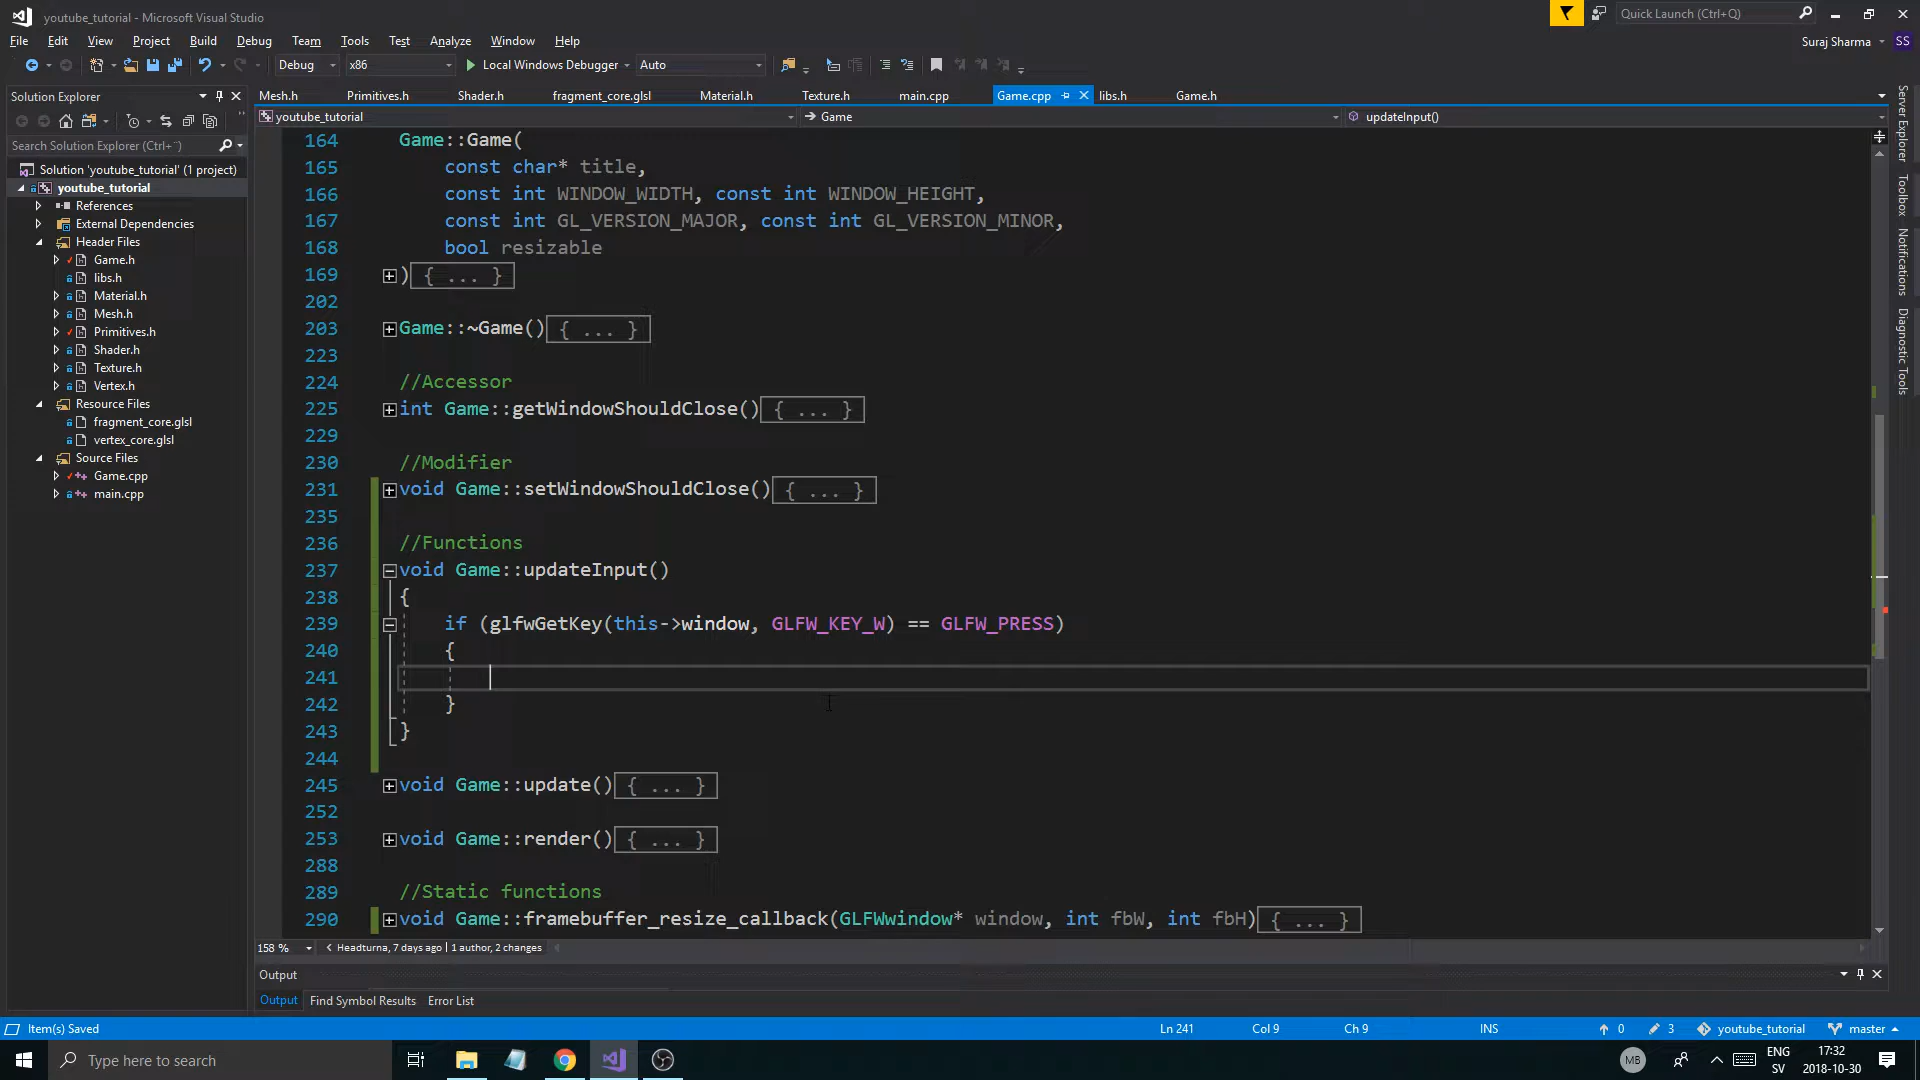 youtube_tutorial - Microsoft Visual Studio
Quick Launch (Ctrl+Q)
File Edit View Project Build Debug Team Tools Test Analyze Window Help
Suraj Sharma SS
Debug x86 Local Windows Debugger Auto
Solution Explorer
Mesh.h Primitives.h Shader.h fragment_core.glsl Material.h Texture.h main.cpp Game.cpp libs.h Game.h
youtube_tutorial Game updateInput()
Search Solution Explorer (Ctrl+¨)
Solution 'youtube_tutorial' (1 project)
youtube_tutorial
References
External Dependencies
Header Files
Game.h
libs.h
Material.h
Mesh.h
Primitives.h
Shader.h
Texture.h
Vertex.h
Resource Files
fragment_core.glsl
vertex_core.glsl
Source Files
Game.cpp
main.cpp
164 Game::Game(
165 const char* title,
166 const int WINDOW_WIDTH, const int WINDOW_HEIGHT,
167 const int GL_VERSION_MAJOR, const int GL_VERSION_MINOR,
168 bool resizable
169 ){ ... }
202
203 Game::~Game(){ ... }
223
224 //Accessor
225 int Game::getWindowShouldClose(){ ... }
229
230 //Modifier
231 void Game::setWindowShouldClose(){ ... }
235
236 //Functions
237 void Game::updateInput()
238 {
239 if (glfwGetKey(this->window, GLFW_KEY_W) == GLFW_PRESS)
240 {
241
242 }
243 }
244
245 void Game::update(){ ... }
252
253 void Game::render(){ ... }
288
289 //Static functions
290 void Game::framebuffer_resize_callback(GLFWwindow* window, int fbW, int fbH){ ... }
158 % Headturna, 7 days ago | 1 author, 2 changes
Output
Output Find Symbol Results Error List
Item(s) Saved Ln 241 Col 9 Ch 9 INS 0 3 youtube_tutorial master
Type here to search
MB
ENG
SV
17:32
2018-10-30
Server Explorer
Toolbox
Notifications
Diagnostic Tools